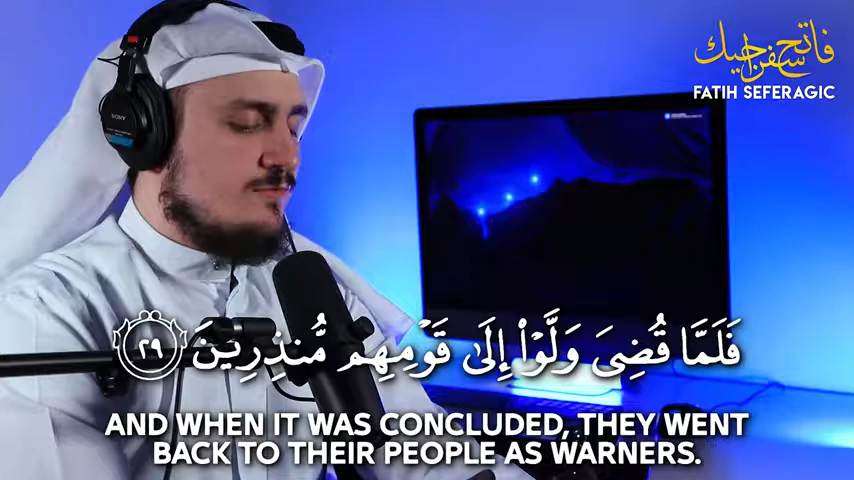 فاتح سفراجيك
FATIH SEFERAGIC
SONY
فَلَمَّا قُضِىَ وَلَّوْا۟ إِلَىٰ قَوْمِهِم مُّنذِرِينَ ٢٩
AND WHEN IT WAS CONCLUDED, THEY WENT
BACK TO THEIR PEOPLE AS WARNERS.